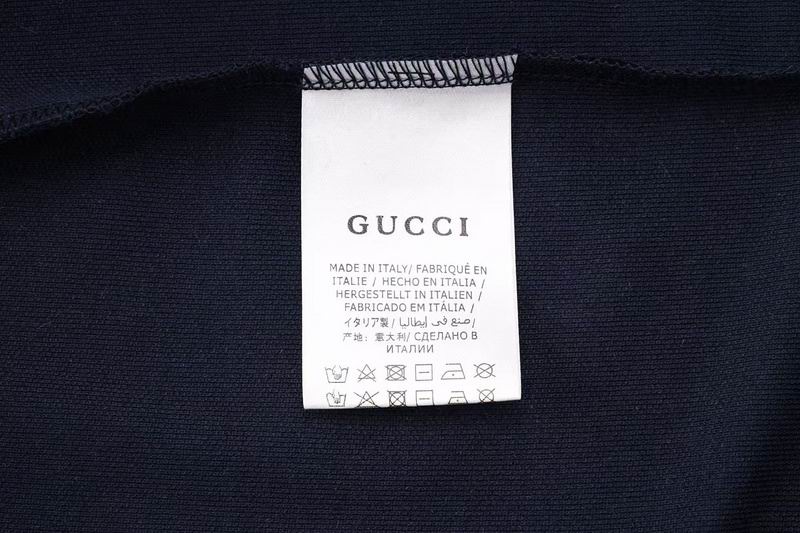 GUCCI
MADE IN ITALY/ FABRIQUÉ EN
ITALIE / HECHO EN ITALIA /
HERGESTELLT IN ITALIEN /
FABRICADO EM ITÁLIA /
イタリア製 / صنع في إيطاليا /
产地：意大利/ СДЕЛАНО В
ИТАЛИИ